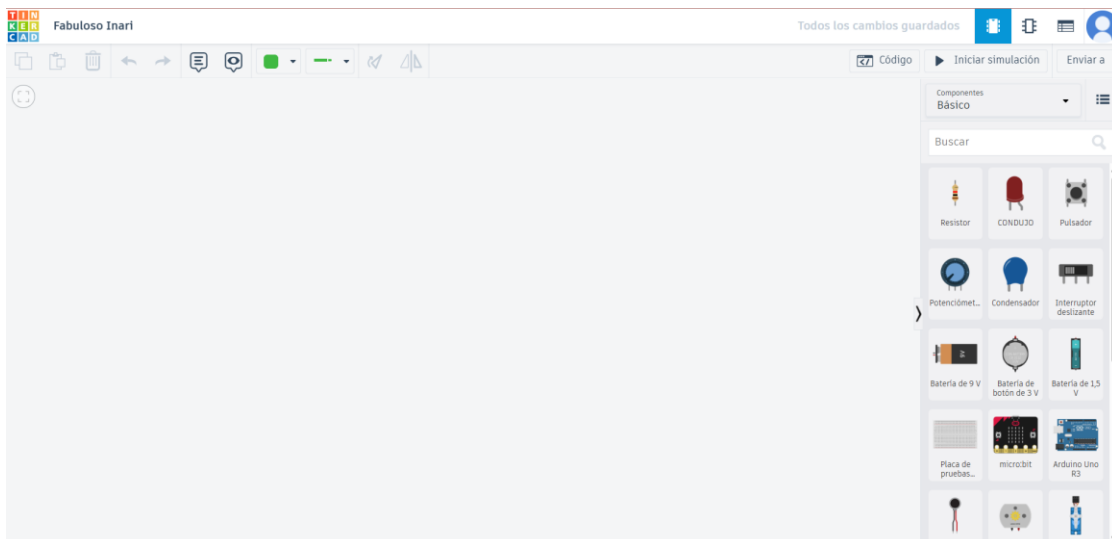 TIN
KER
CAD
Fabuloso Inari
Todos los cambios guardados
Código
Iniciar simulación
Enviar a
Componentes
Básico
Buscar
Resistor
CONDUJO
Pulsador
Potenciómet...
Condensador
Interruptor
deslizante
9V
Batería de 9 V
Batería de
botón de 3 V
Batería de 1,5
V
Placa de
pruebas...
micro:bit
Arduino Uno
R3